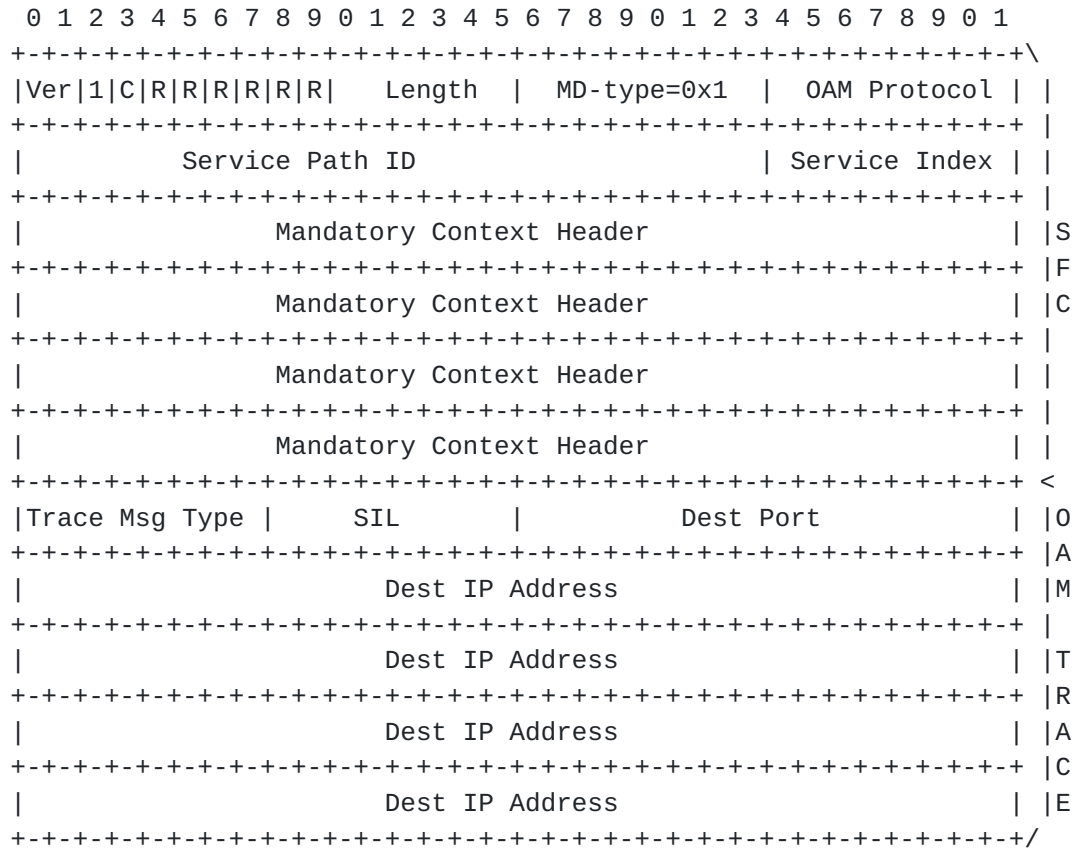 0 1 2 3 4 5 6 7 8 9 0 1 2 3 4 5 6 7 8 9 0 1 2 3 4 5 6 7 8 9 0 1
+-+-+-+-+-+-+-+-+-+-+-+-+-+-+-+-+-+-+-+-+-+-+-+-+-+-+-+-+-+-+-+-+\
|Ver|1|C|R|R|R|R|R|R|   Length  |  MD-type=0x1  |  OAM Protocol | |
+-+-+-+-+-+-+-+-+-+-+-+-+-+-+-+-+-+-+-+-+-+-+-+-+-+-+-+-+-+-+-+-+ |
|          Service Path ID                      | Service Index | |
+-+-+-+-+-+-+-+-+-+-+-+-+-+-+-+-+-+-+-+-+-+-+-+-+-+-+-+-+-+-+-+-+ |
|                Mandatory Context Header                       | |S
+-+-+-+-+-+-+-+-+-+-+-+-+-+-+-+-+-+-+-+-+-+-+-+-+-+-+-+-+-+-+-+-+ |F
|                Mandatory Context Header                       | |C
+-+-+-+-+-+-+-+-+-+-+-+-+-+-+-+-+-+-+-+-+-+-+-+-+-+-+-+-+-+-+-+-+ |
|                Mandatory Context Header                       | |
+-+-+-+-+-+-+-+-+-+-+-+-+-+-+-+-+-+-+-+-+-+-+-+-+-+-+-+-+-+-+-+-+ |
|                Mandatory Context Header                       | |
+-+-+-+-+-+-+-+-+-+-+-+-+-+-+-+-+-+-+-+-+-+-+-+-+-+-+-+-+-+-+-+-+ <
|Trace Msg Type |     SIL       |          Dest Port            | |O
+-+-+-+-+-+-+-+-+-+-+-+-+-+-+-+-+-+-+-+-+-+-+-+-+-+-+-+-+-+-+-+-+ |A
|                       Dest IP Address                         | |M
+-+-+-+-+-+-+-+-+-+-+-+-+-+-+-+-+-+-+-+-+-+-+-+-+-+-+-+-+-+-+-+-+ |
|                       Dest IP Address                         | |T
+-+-+-+-+-+-+-+-+-+-+-+-+-+-+-+-+-+-+-+-+-+-+-+-+-+-+-+-+-+-+-+-+ |R
|                       Dest IP Address                         | |A
+-+-+-+-+-+-+-+-+-+-+-+-+-+-+-+-+-+-+-+-+-+-+-+-+-+-+-+-+-+-+-+-+ |C
|                       Dest IP Address                         | |E
+-+-+-+-+-+-+-+-+-+-+-+-+-+-+-+-+-+-+-+-+-+-+-+-+-+-+-+-+-+-+-+-+/